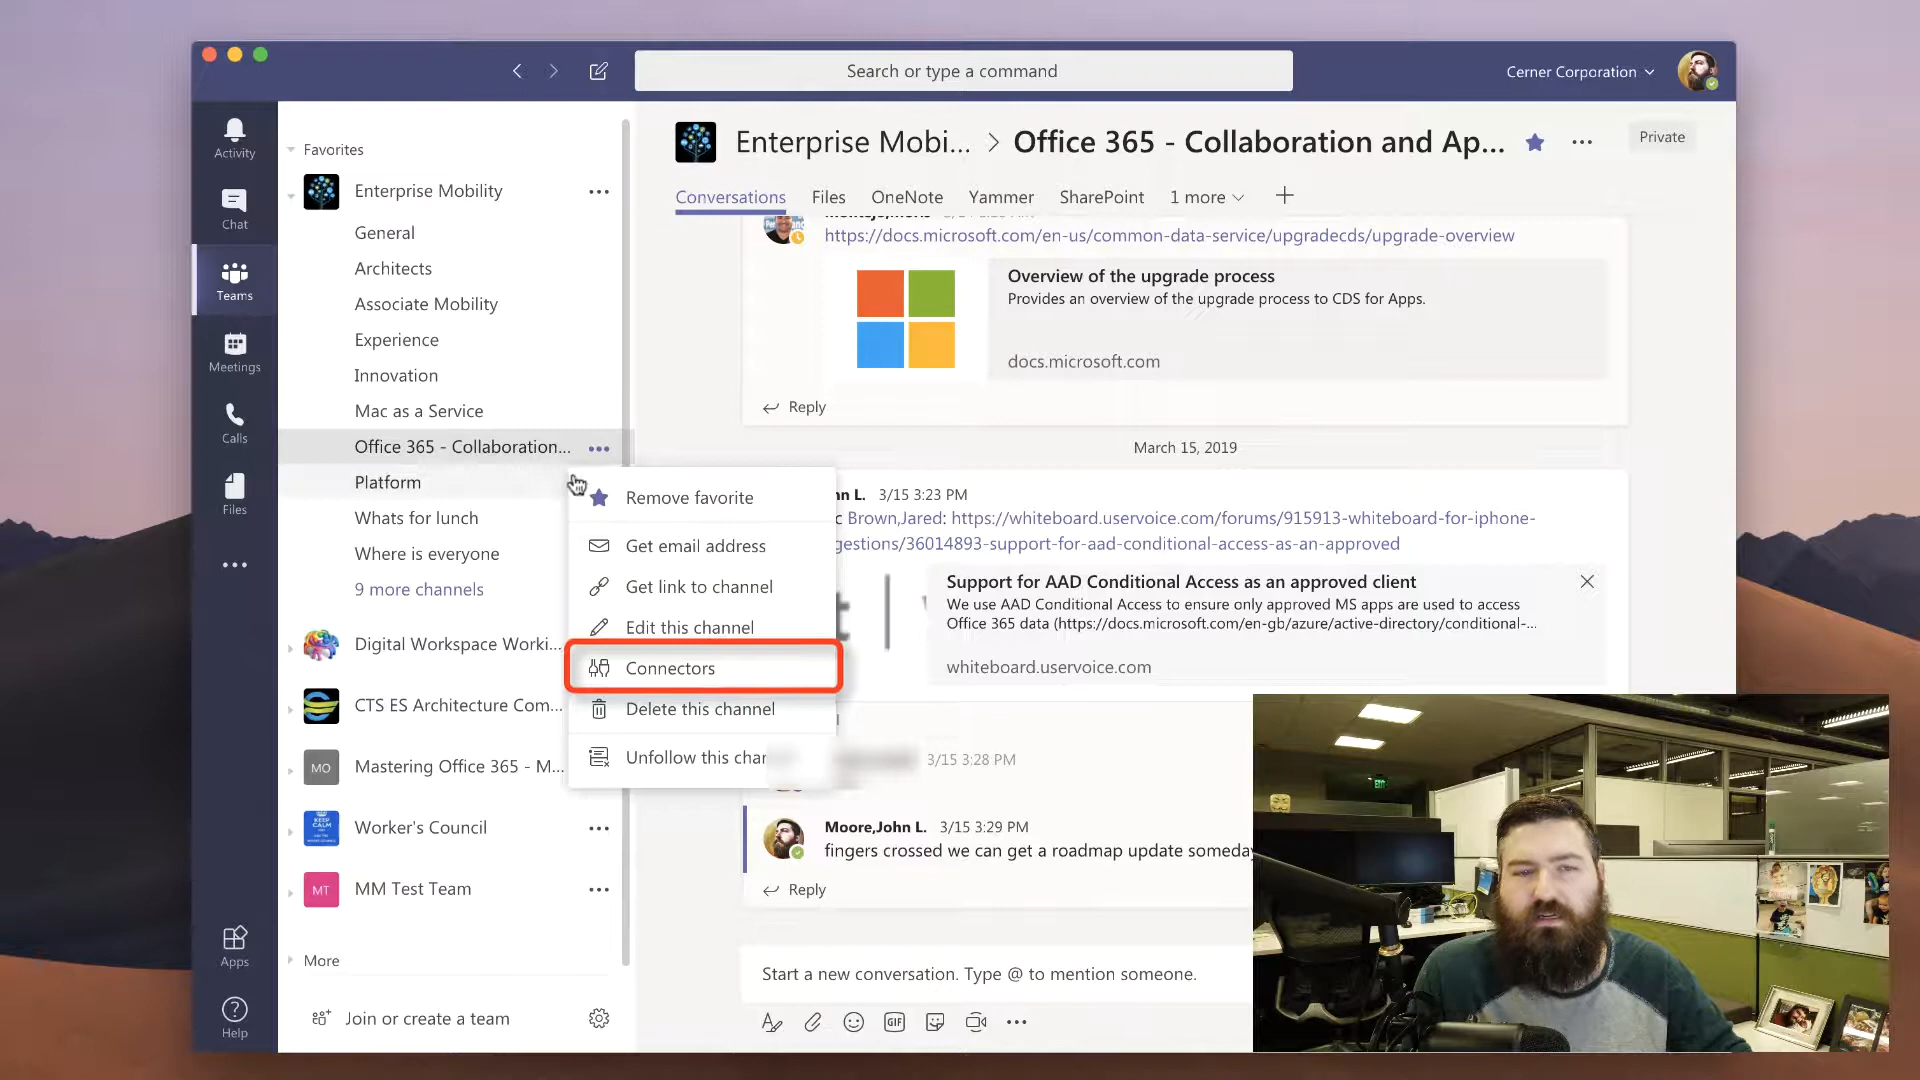 Search or type a command
Cerner Corporation
Activity
Chat
Teams
Meetings
Calls
Files
Apps
Help
Favorites
Enterprise Mobility
General
Architects
Associate Mobility
Experience
Innovation
Mac as a Service
Office 365 - Collaboration...
Platform
Whats for lunch
Where is everyone
9 more channels
Digital Workspace Worki...
CTS ES Architecture Com...
MO
Mastering Office 365 - M...
KEEP
CALM
Worker's Council
MT
MM Test Team
More
Join or create a team
Remove favorite
Get email address
Get link to channel
Edit this channel
Connectors
Delete this channel
Unfollow this chan
Enterprise Mobi... > Office 365 - Collaboration and Ap...
Private
Conversations
Files
OneNote
Yammer
SharePoint
1 more
https://docs.microsoft.com/en-us/common-data-service/upgradecds/upgrade-overview
Overview of the upgrade process
Provides an overview of the upgrade process to CDS for Apps.
docs.microsoft.com
Reply
March 15, 2019
n L. 3/15 3:23 PM
c Brown,Jared: https://whiteboard.uservoice.com/forums/915913-whiteboard-for-iphone-
gestions/36014893-support-for-aad-conditional-access-as-an-approved
Support for AAD Conditional Access as an approved client
We use AAD Conditional Access to ensure only approved MS apps are used to access
Office 365 data (https://docs.microsoft.com/en-gb/azure/active-directory/conditional-...
whiteboard.uservoice.com
3/15 3:28 PM
Moore,John L. 3/15 3:29 PM
fingers crossed we can get a roadmap update someday
Reply
Start a new conversation. Type @ to mention someone.
GIF